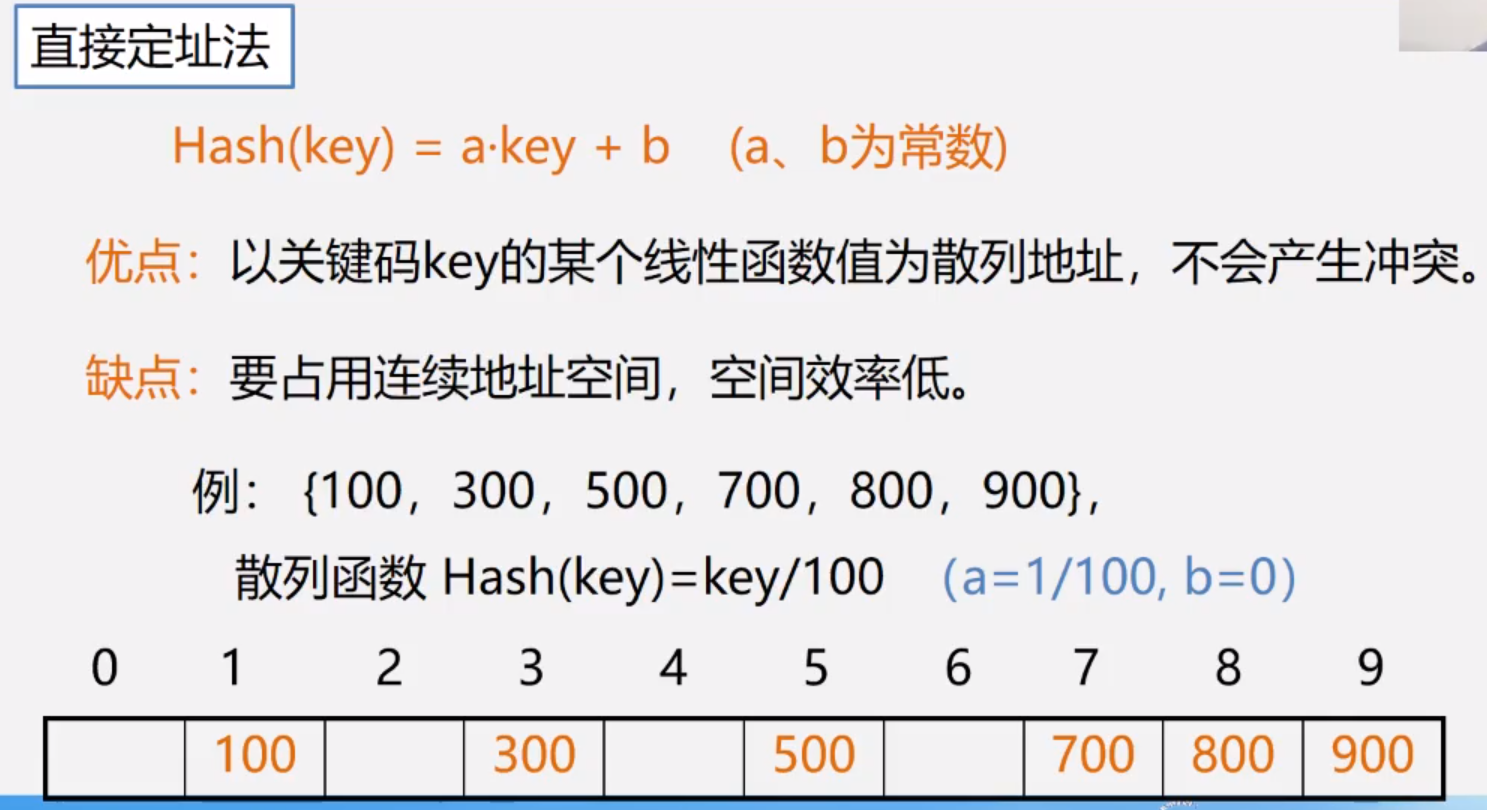 直接定址法
Hash(key) = a·key + b (a、b为常数)
优点：以关键码key的某个线性函数值为散列地址，不会产生冲突。
缺点：要占用连续地址空间，空间效率低。
例： {100，300，500，700，800，900}，
散列函数 Hash(key)=key/100 （a=1/100, b=0）
0 1 2 3 4 5 6 7 8 9
100 300 500 700 800 900